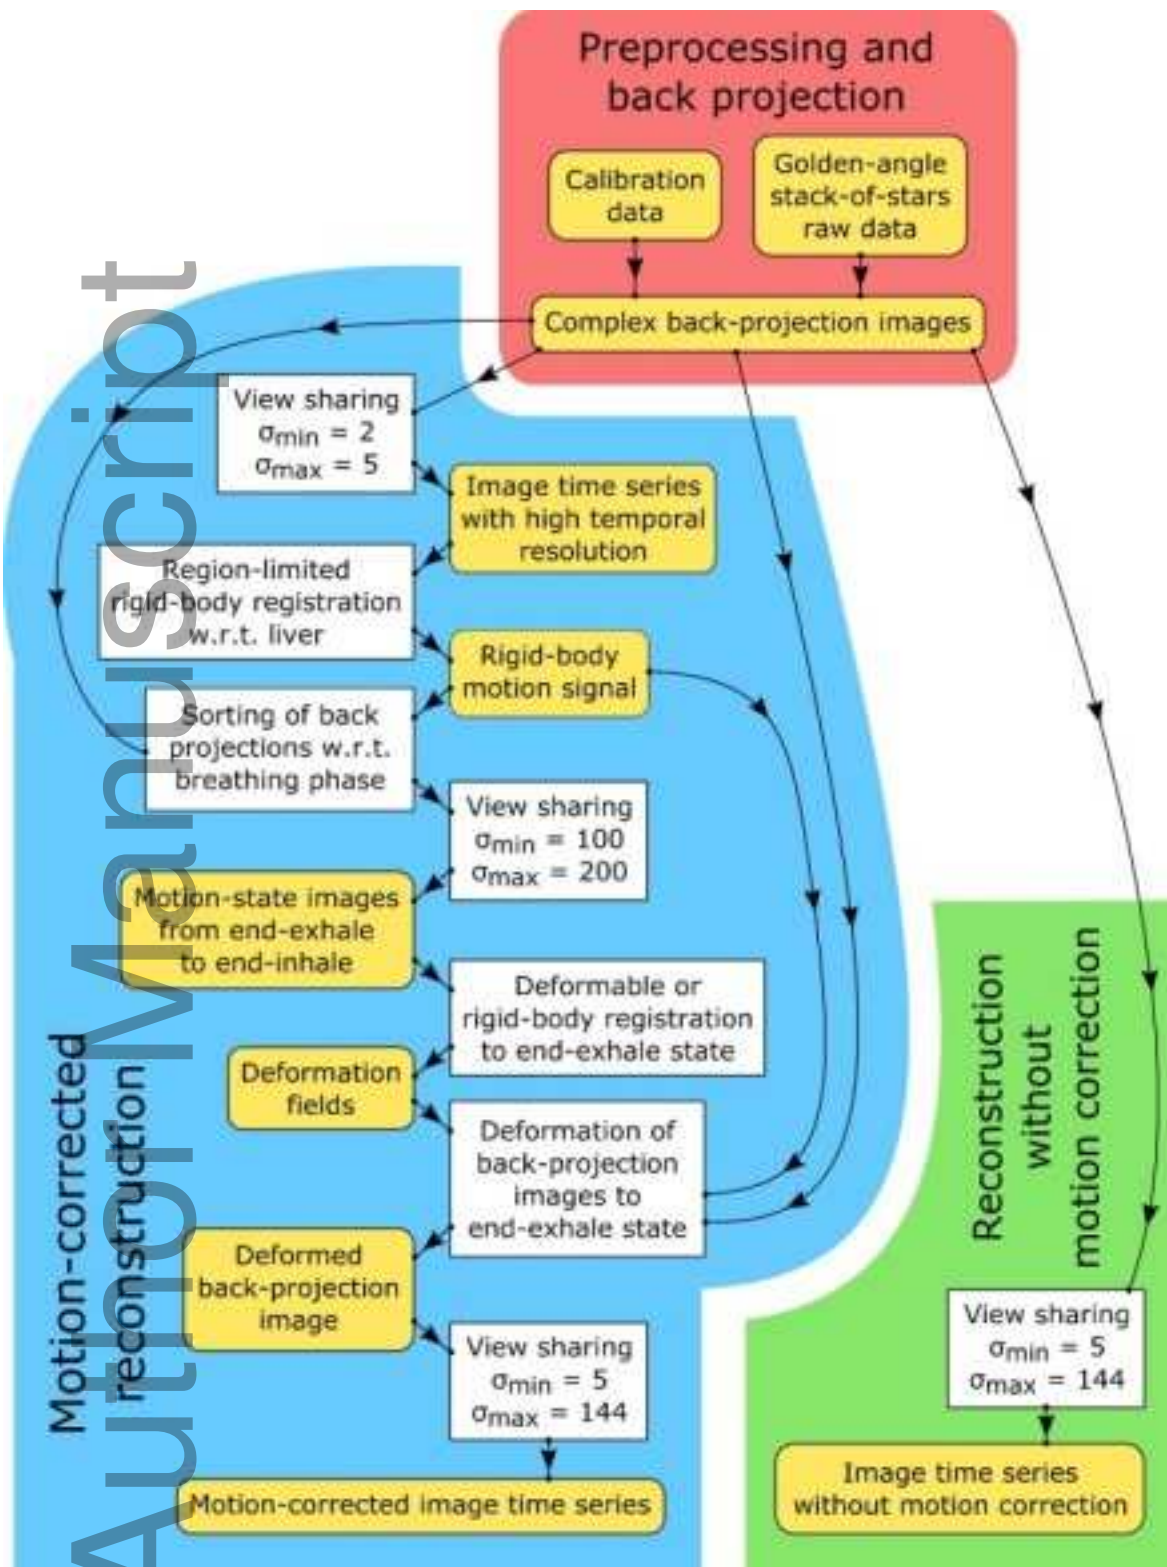 Preprocessing and
back projection
Calibration
data
Golden-angle
stack-of-stars
raw data
Complex back-projection images
View sharing
σmin = 2
σmax = 5
Image time series
with high temporal
resolution
Region-limited
rigid-body registration
w.r.t. liver
Rigid-body
motion signal
Sorting of back
projections w.r.t.
breathing phase
View sharing
σmin = 100
σmax = 200
Motion-state images
from end-exhale
to end-inhale
Deformable or
rigid-body registration
to end-exhale state
Deformation
fields
Deformation of
back-projection
images to
end-exhale state
Deformed
back-projection
image
View sharing
σmin = 5
σmax = 144
Motion-corrected image time series
Motion-corrected
reconstruction
Reconstruction
without
motion correction
View sharing
σmin = 5
σmax = 144
Image time series
without motion correction
Author Manuscript